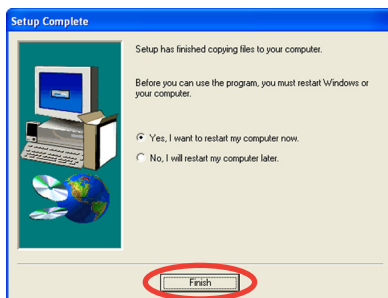 Setup Complete
Setup has finished copying files to your computer.
Before you can use the program, you must restart Windows or
your computer.
Yes, I want to restart my computer now.
No, I will restart my computer later.
Finish